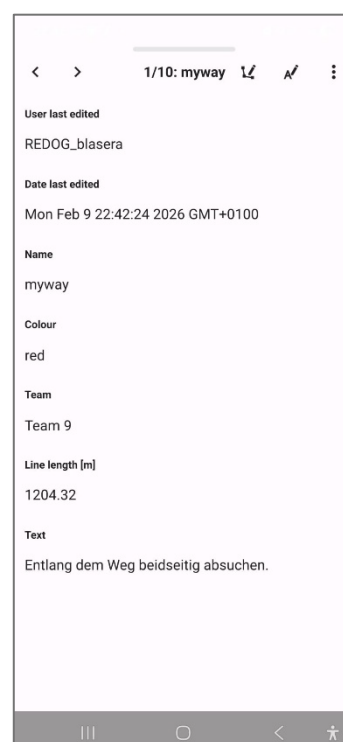 1/10: myway
User last edited
REDOG_blasera
Date last edited
Mon Feb 9 22:42:24 2026 GMT+0100
Name
myway
Colour
red
Team
Team 9
Line length [m]
1204.32
Text
Entlang dem Weg beidseitig absuchen.